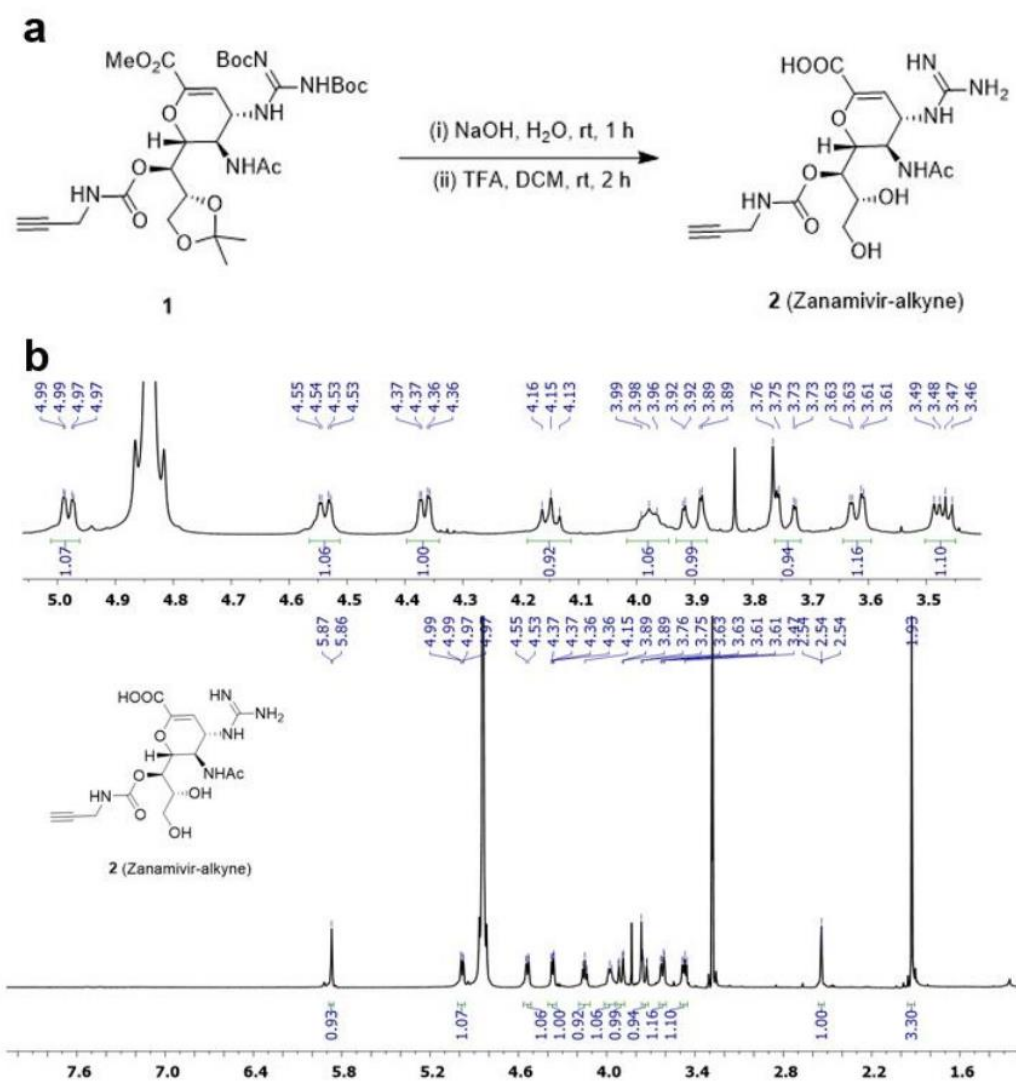 a
MeO2C
BocN
NHBoc
NH
O
H
NHAc
O
HN
O
O
O
1
(i) NaOH, H2O, rt, 1 h
(ii) TFA, DCM, rt, 2 h
HOOC
HN
NH2
NH
O
H
NHAc
O
HN
OH
O
OH
2 (Zanamivir-alkyne)
b
4.99 4.99 4.97 4.97 4.55 4.54 4.53 4.53 4.37 4.37 4.36 4.36 4.16 4.15 4.13 3.99 3.98 3.96 3.92 3.92 3.89 3.89 3.76 3.75 3.73 3.73 3.63 3.63 3.61 3.61 3.49 3.48 3.47 3.46
1.07 1.06 1.00 0.92 1.06 0.99 0.94 1.16 1.10
5.0 4.9 4.8 4.7 4.6 4.5 4.4 4.3 4.2 4.1 4.0 3.9 3.8 3.7 3.6 3.5
5.87 5.86 4.99 4.99 4.97 4.97 4.55 4.53 4.37 4.37 4.36 4.36 4.15 3.89 3.89 3.76 3.75 3.63 3.63 3.61 3.61 3.47 2.54 2.54 2.54 1.93
HOOC
HN
NH2
NH
O
H
NHAc
O
HN
OH
O
OH
2 (Zanamivir-alkyne)
0.93 1.07 1.06 1.00 0.92 1.06 0.99 0.94 1.16 1.10 1.00 3.30
7.6 7.0 6.4 5.8 5.2 4.6 4.0 3.4 2.8 2.2 1.6